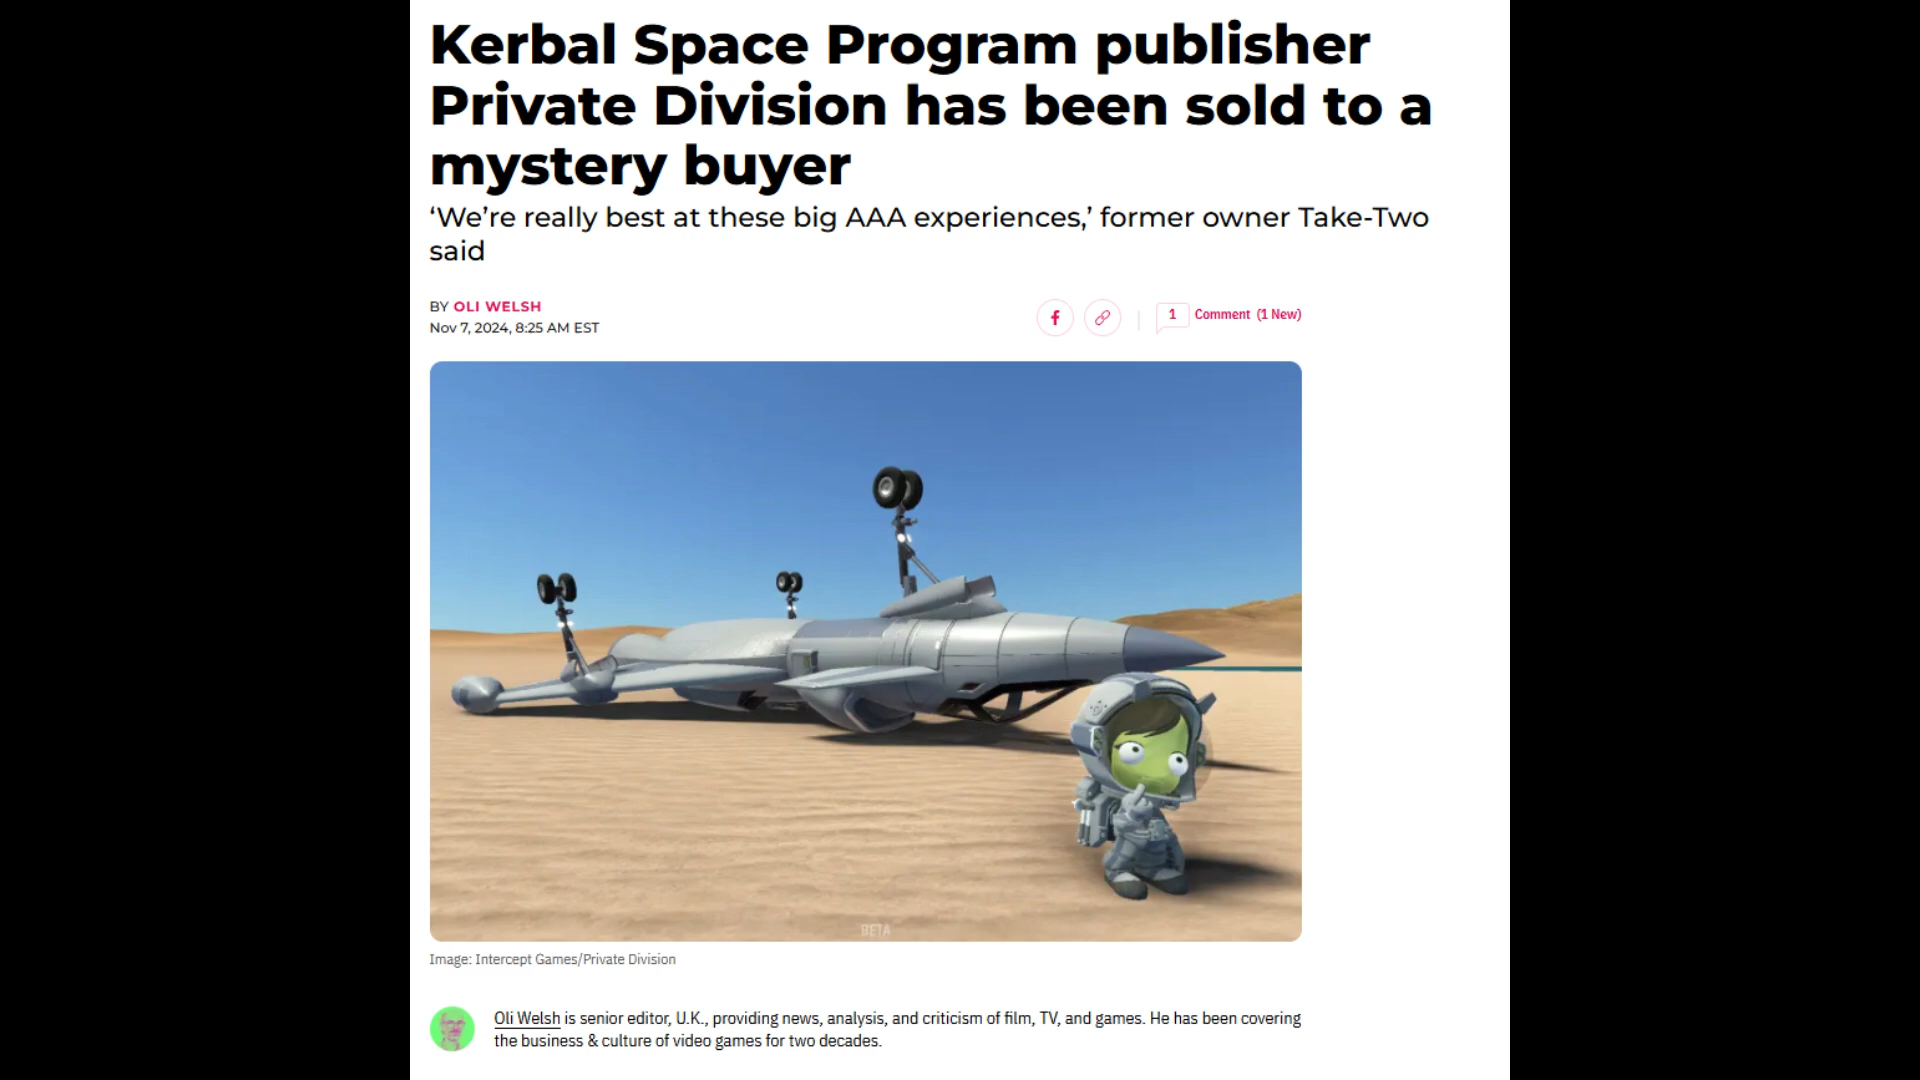 Kerbal Space Program publisher
Private Division has been sold to a
mystery buyer
‘We’re really best at these big AAA experiences,’ former owner Take-Two
said
BY OLI WELSH
Nov 7, 2024, 8:25 AM EST
1 Comment (1 New)
BETA
Image: Intercept Games/Private Division
Oli Welsh is senior editor, U.K., providing news, analysis, and criticism of film, TV, and games. He has been covering
the business & culture of video games for two decades.